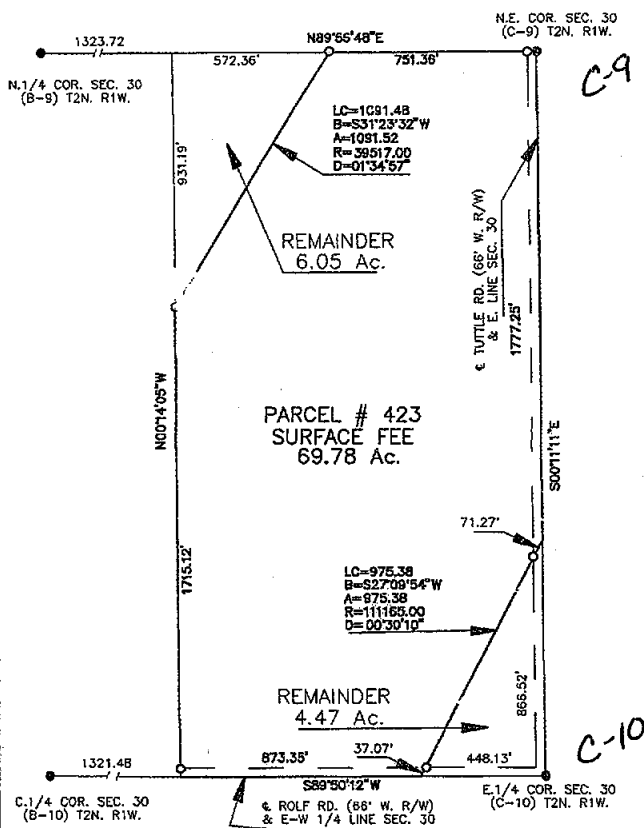 N89°55'48"E
N.E. COR. SEC. 30
(C-9) T2N. R1W.
C-9
1323.72
572.36'
751.36'
N.1/4 COR. SEC. 30
(B-9) T2N. R1W.
LC=1091.48
B=S31°23'32"W
A=1091.52
R=39517.00
D=01°34'57"
931.19'
REMAINDER
6.05 Ac.
℄ TUTTLE RD. (66' W. R/W)
& E. LINE SEC. 30
1777.25'
N00°14'05"W
PARCEL # 423
SURFACE FEE
69.78 Ac.
S00°11'11"E
71.27'
1715.12'
LC=975.38
B=S27°09'54"W
A=975.38
R=111165.00
D=00°30'10"
866.52'
REMAINDER
4.47 Ac.
C-10
873.35'
37.07'
448.13'
1321.48
S89°50'12"W
C.1/4 COR. SEC. 30
(B-10) T2N. R1W.
℄ ROLF RD. (66' W. R/W)
& E-W 1/4 LINE SEC. 30
E.1/4 COR. SEC. 30
(C-10) T2N. R1W.